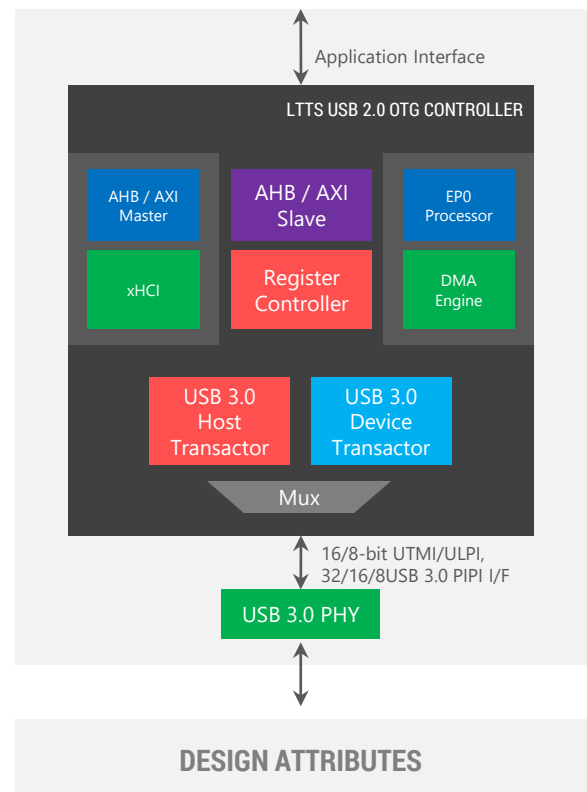 Application Interface
LTTS USB 2.0 OTG CONTROLLER
AHB / AXI
Master
AHB / AXI
Slave
EP0
Processor
xHCI
Register
Controller
DMA
Engine
USB 3.0
Host
Transactor
USB 3.0
Device
Transactor
Mux
16/8-bit UTMI/ULPI,
32/16/8USB 3.0 PIPI I/F
USB 3.0 PHY
DESIGN ATTRIBUTES